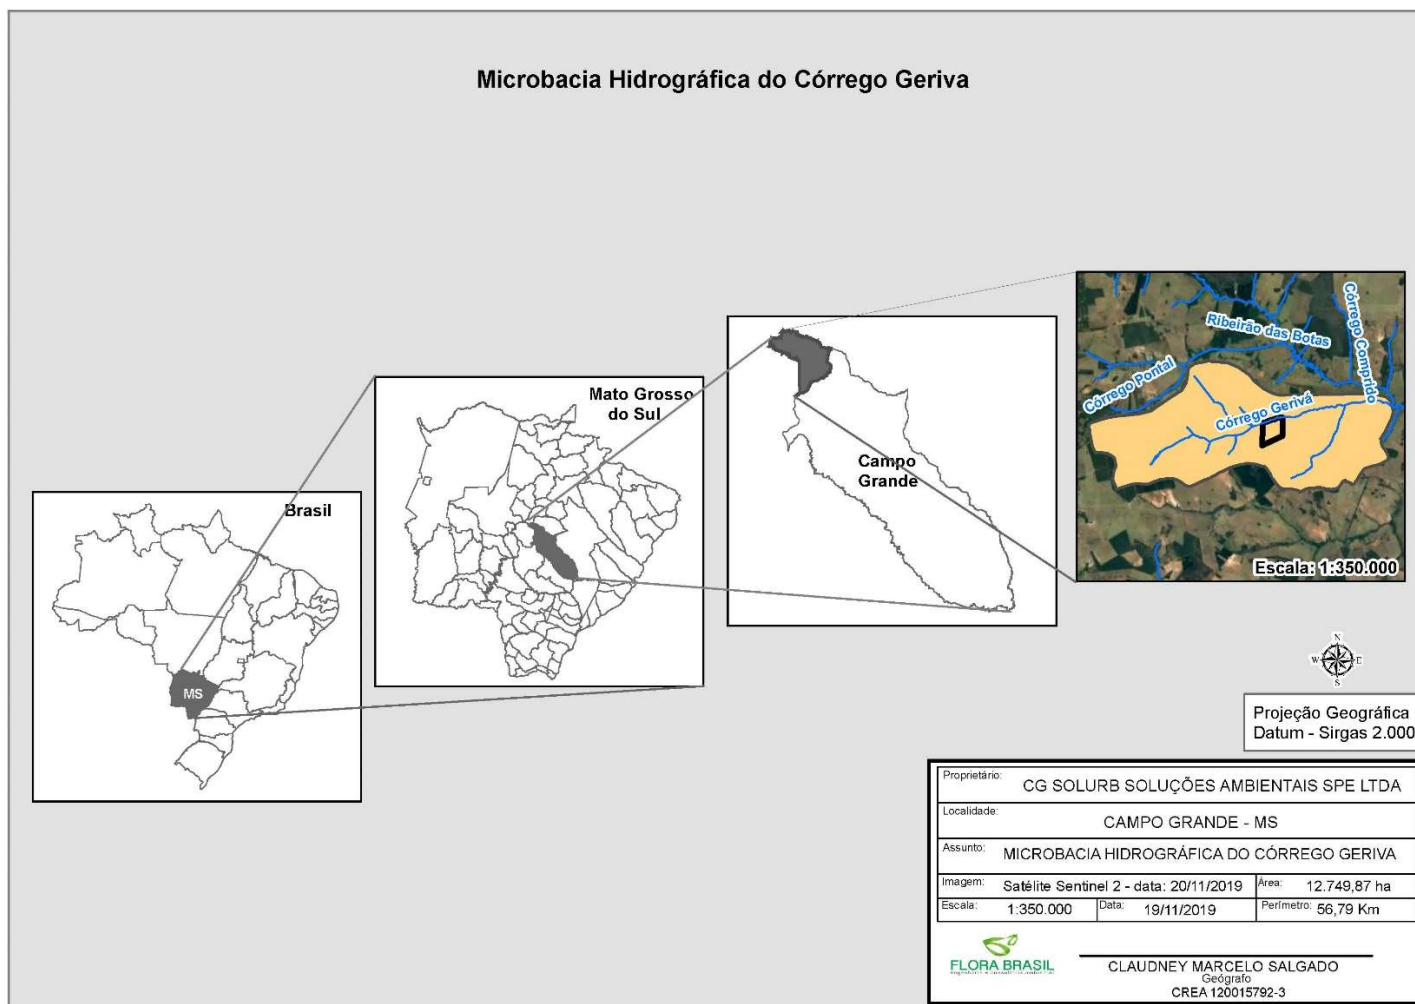 Microbacia Hidrográfica do Córrego Geriva
Brasil
MS
Mato Grosso
do Sul
Campo
Grande
Ribeirão das Botas
Córrego Comprido
Córrego Pontal
Córrego Gerivá
Escala: 1:350.000
N
W E
S
Projeção Geográfica
Datum - Sirgas 2.000
Proprietário: CG SOLURB SOLUÇÕES AMBIENTAIS SPE LTDA
Localidade: CAMPO GRANDE - MS
Assunto: MICROBACIA HIDROGRÁFICA DO CÓRREGO GERIVA
Imagem: Satélite Sentinel 2 - data: 20/11/2019 Área: 12.749,87 ha
Escala: 1:350.000 Data: 19/11/2019 Perímetro: 56,79 Km
FLORA BRASIL
CLAUDNEY MARCELO SALGADO
Geógrafo
CREA 120015792-3